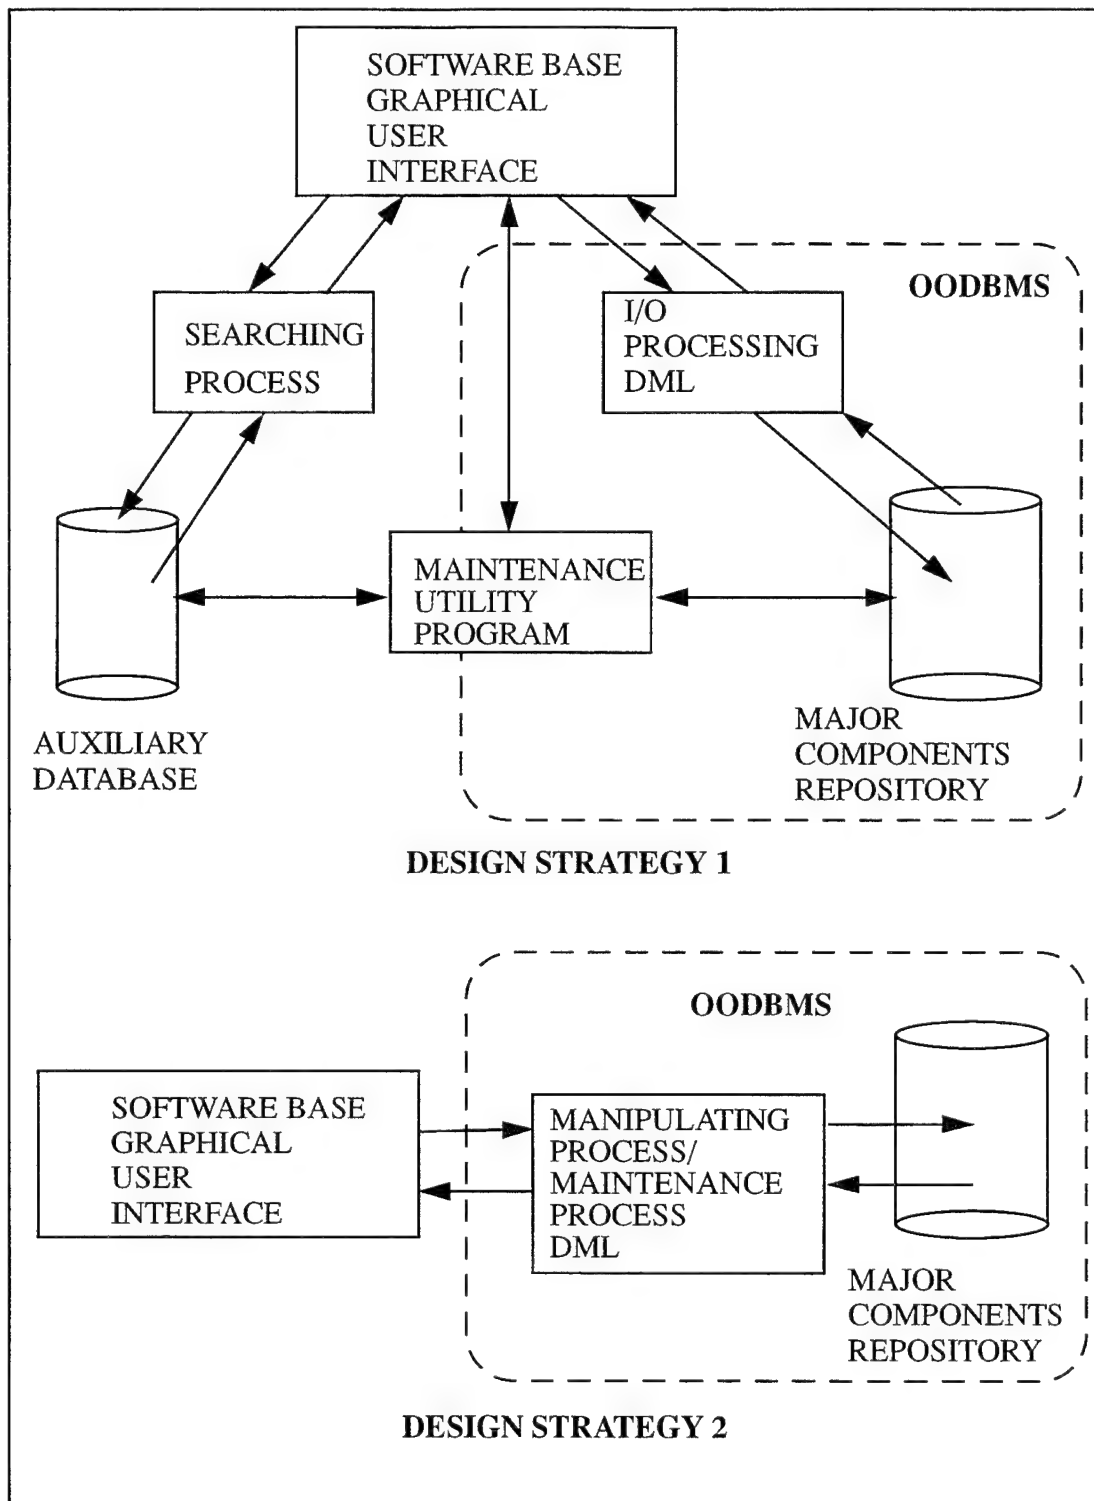 SOFTWARE BASE
GRAPHICAL
USER
INTERFACE
OODBMS
SEARCHING
PROCESS
I/O
PROCESSING
DML
MAINTENANCE
UTILITY
PROGRAM
AUXILIARY
DATABASE
MAJOR
COMPONENTS
REPOSITORY
DESIGN STRATEGY 1
OODBMS
SOFTWARE BASE
GRAPHICAL
USER
INTERFACE
MANIPULATING
PROCESS/
MAINTENANCE
PROCESS
DML
MAJOR
COMPONENTS
REPOSITORY
DESIGN STRATEGY 2